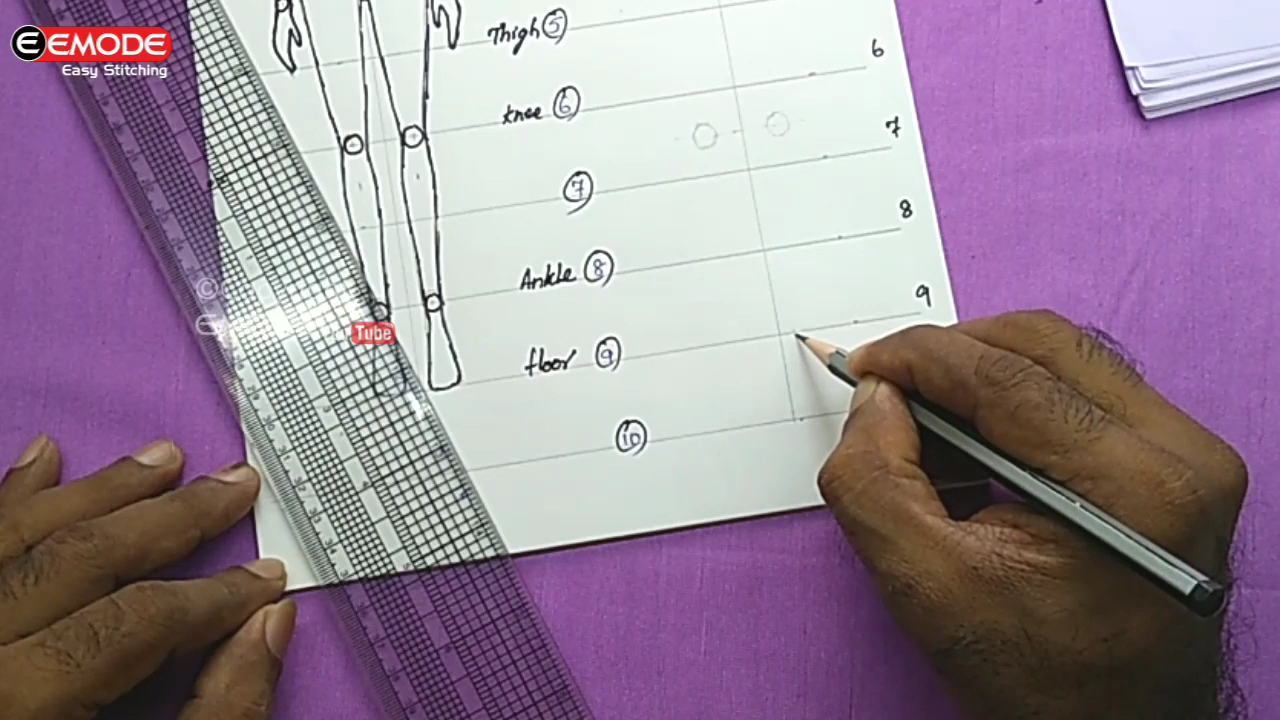 EMODE
Easy Stitching
Thigh 5
6
Knee 6
7
7
8
Ankle 8
9
floor 9
10
Tube